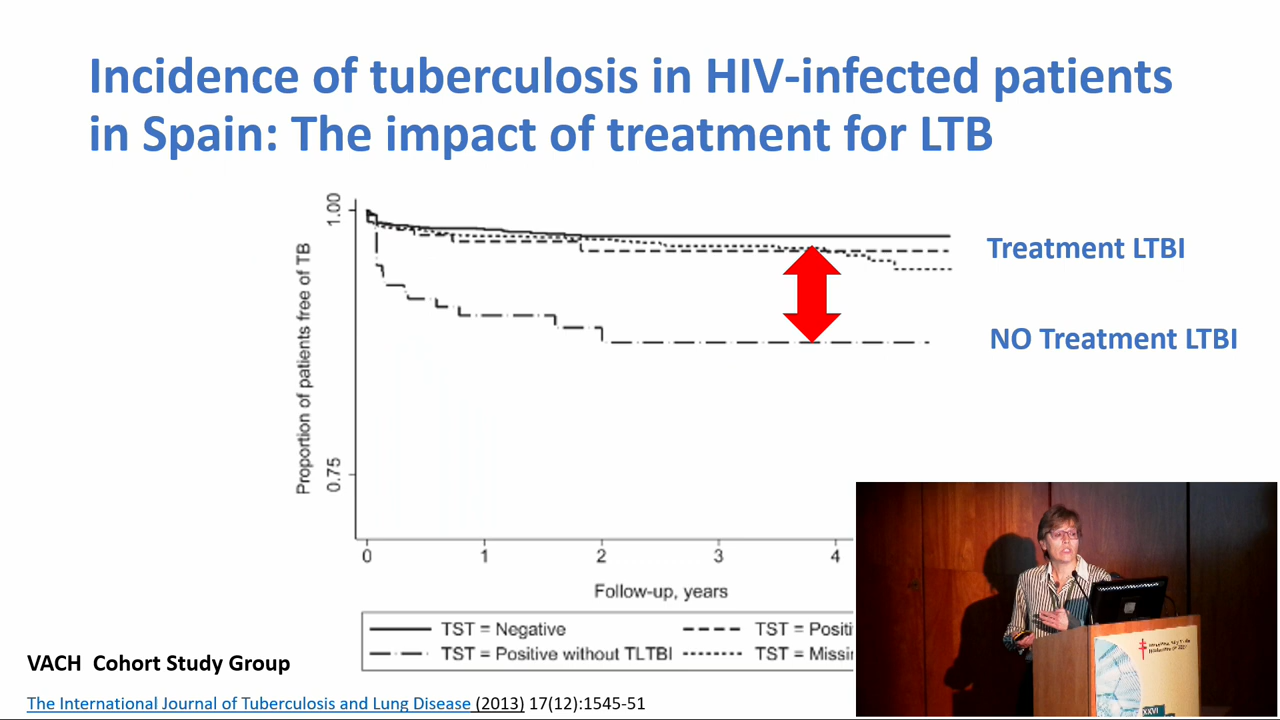 Incidence of tuberculosis in HIV-infected patients
in Spain: The impact of treatment for LTB
1.00
0.75
Proportion of patients free of TB
Treatment LTBI
NO Treatment LTBI
0 1 2 3 4
Follow-up, years
TST = Negative TST = Positi
TST = Positive without TLTBI TST = Missin
VACH Cohort Study Group
The International Journal of Tuberculosis and Lung Disease (2013) 17(12):1545-51
XXVI